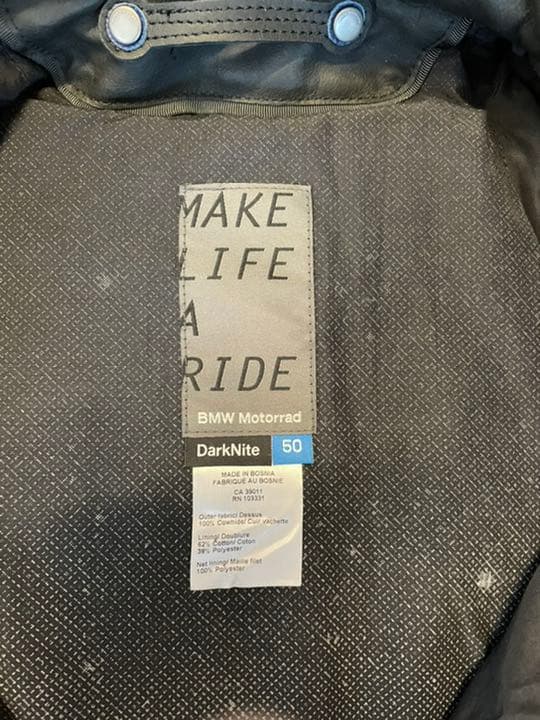 MAKE
LIFE
A
RIDE
BMW Motorrad
DarkNite 50
MADE IN BOSNIA
FABRIQUÉ AU BOSNIE
CA 39011
RN 103331
Outer fabric/ Dessus
100% Cowhide/ Cuir vachette
Lining/ Doublure
62% Cotton/ Coton
38% Polyester
Net lining/ Maille filet
100% Polyester